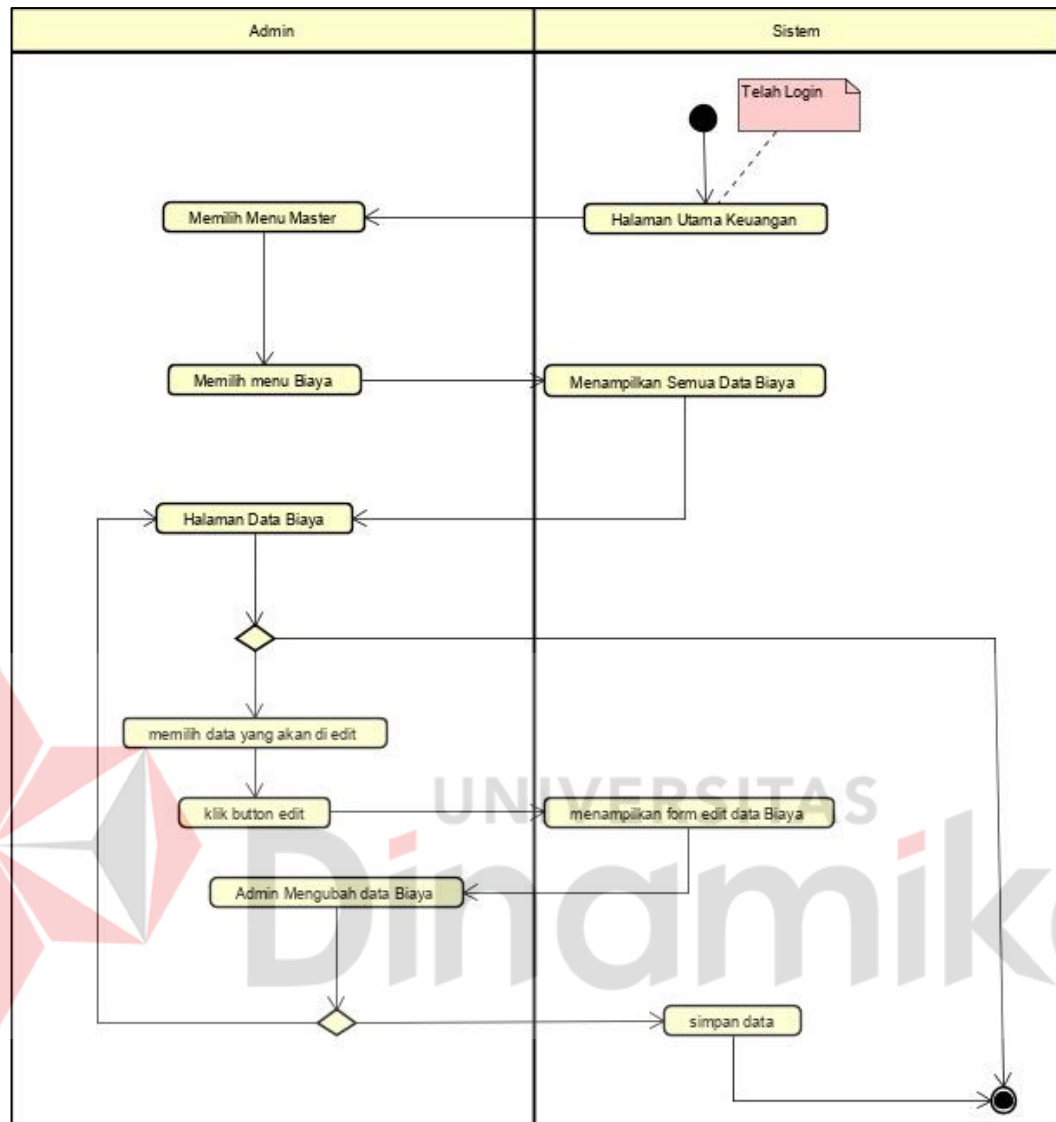 Admin
Sistem
Telah Login
Memilih Menu Master
Halaman Utama Keuangan
Memilih menu Biaya
Menampilkan Semua Data Biaya
Halaman Data Biaya
memilih data yang akan di edit
klik button edit
menampilkan form edit data Biaya
Admin Mengubah data Biaya
simpan data
UNIVERSITAS
Dinamika